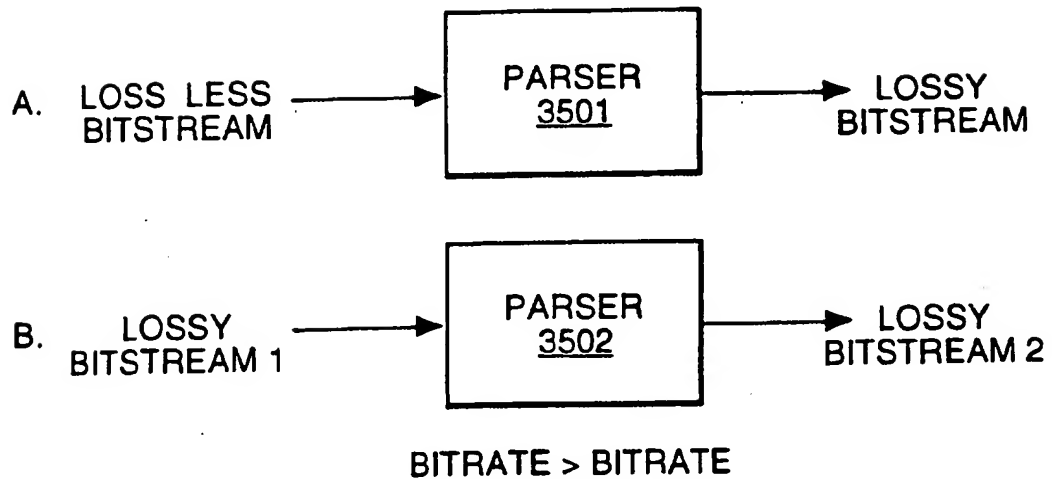 A. LOSS LESS BITSTREAM
PARSER
3501
LOSSY BITSTREAM
B. LOSSY BITSTREAM 1
PARSER
3502
LOSSY BITSTREAM 2
BITRATE > BITRATE